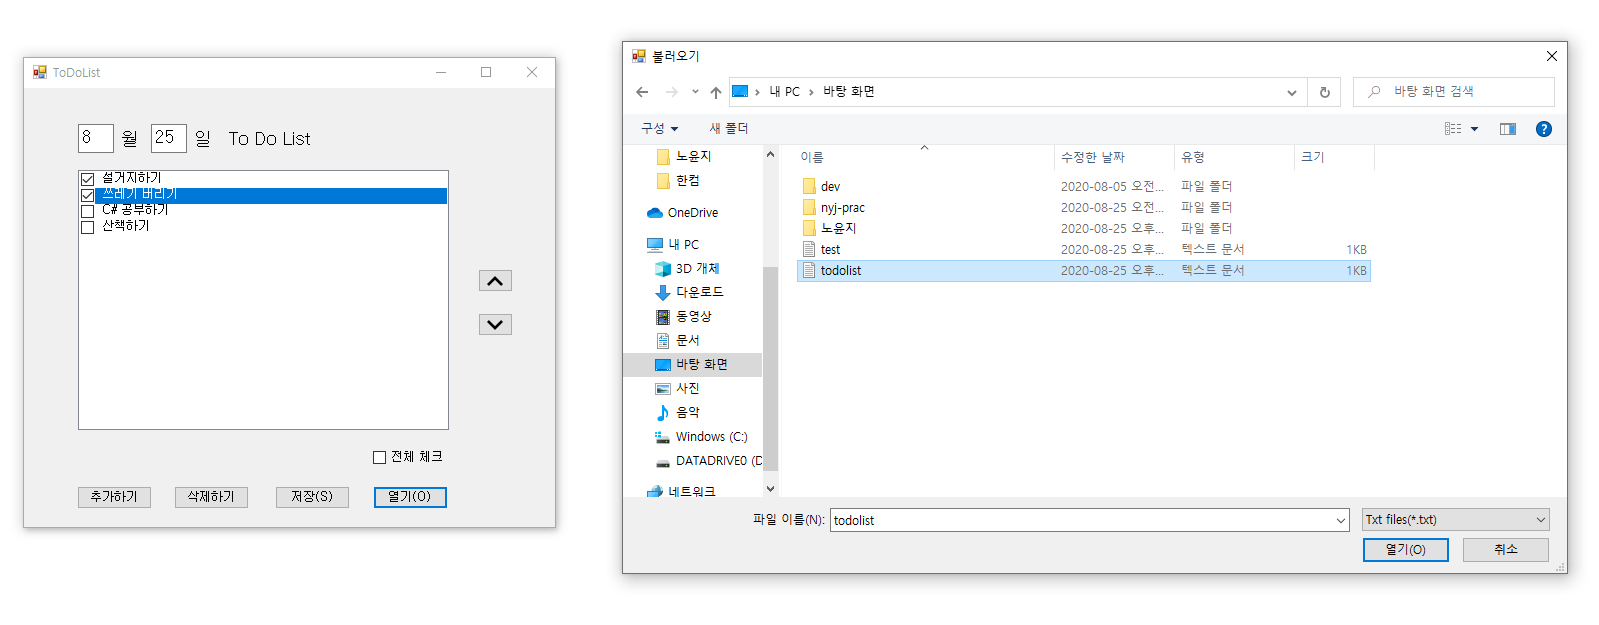 ToDoList
8 월 25 일 To Do List
설거지하기
쓰레기 버리기
C# 공부하기
산책하기
전체 체크
추가하기 삭제하기 저장(S) 열기(O)
불러오기
내 PC > 바탕 화면
바탕 화면 검색
구성 새 폴더
노윤지
한컴
OneDrive
내 PC
3D 개체
다운로드
동영상
문서
바탕 화면
사진
음악
Windows (C:)
DATADRIVE0 (D
네트워크
이름 수정한 날짜 유형 크기
dev 2020-08-05 오전... 파일 폴더
nyj-prac 2020-08-25 오전... 파일 폴더
노윤지 2020-08-25 오후... 파일 폴더
test 2020-08-25 오후... 텍스트 문서 1KB
todolist 2020-08-25 오후... 텍스트 문서 1KB
파일 이름(N): todolist Txt files(*.txt)
열기(O) 취소